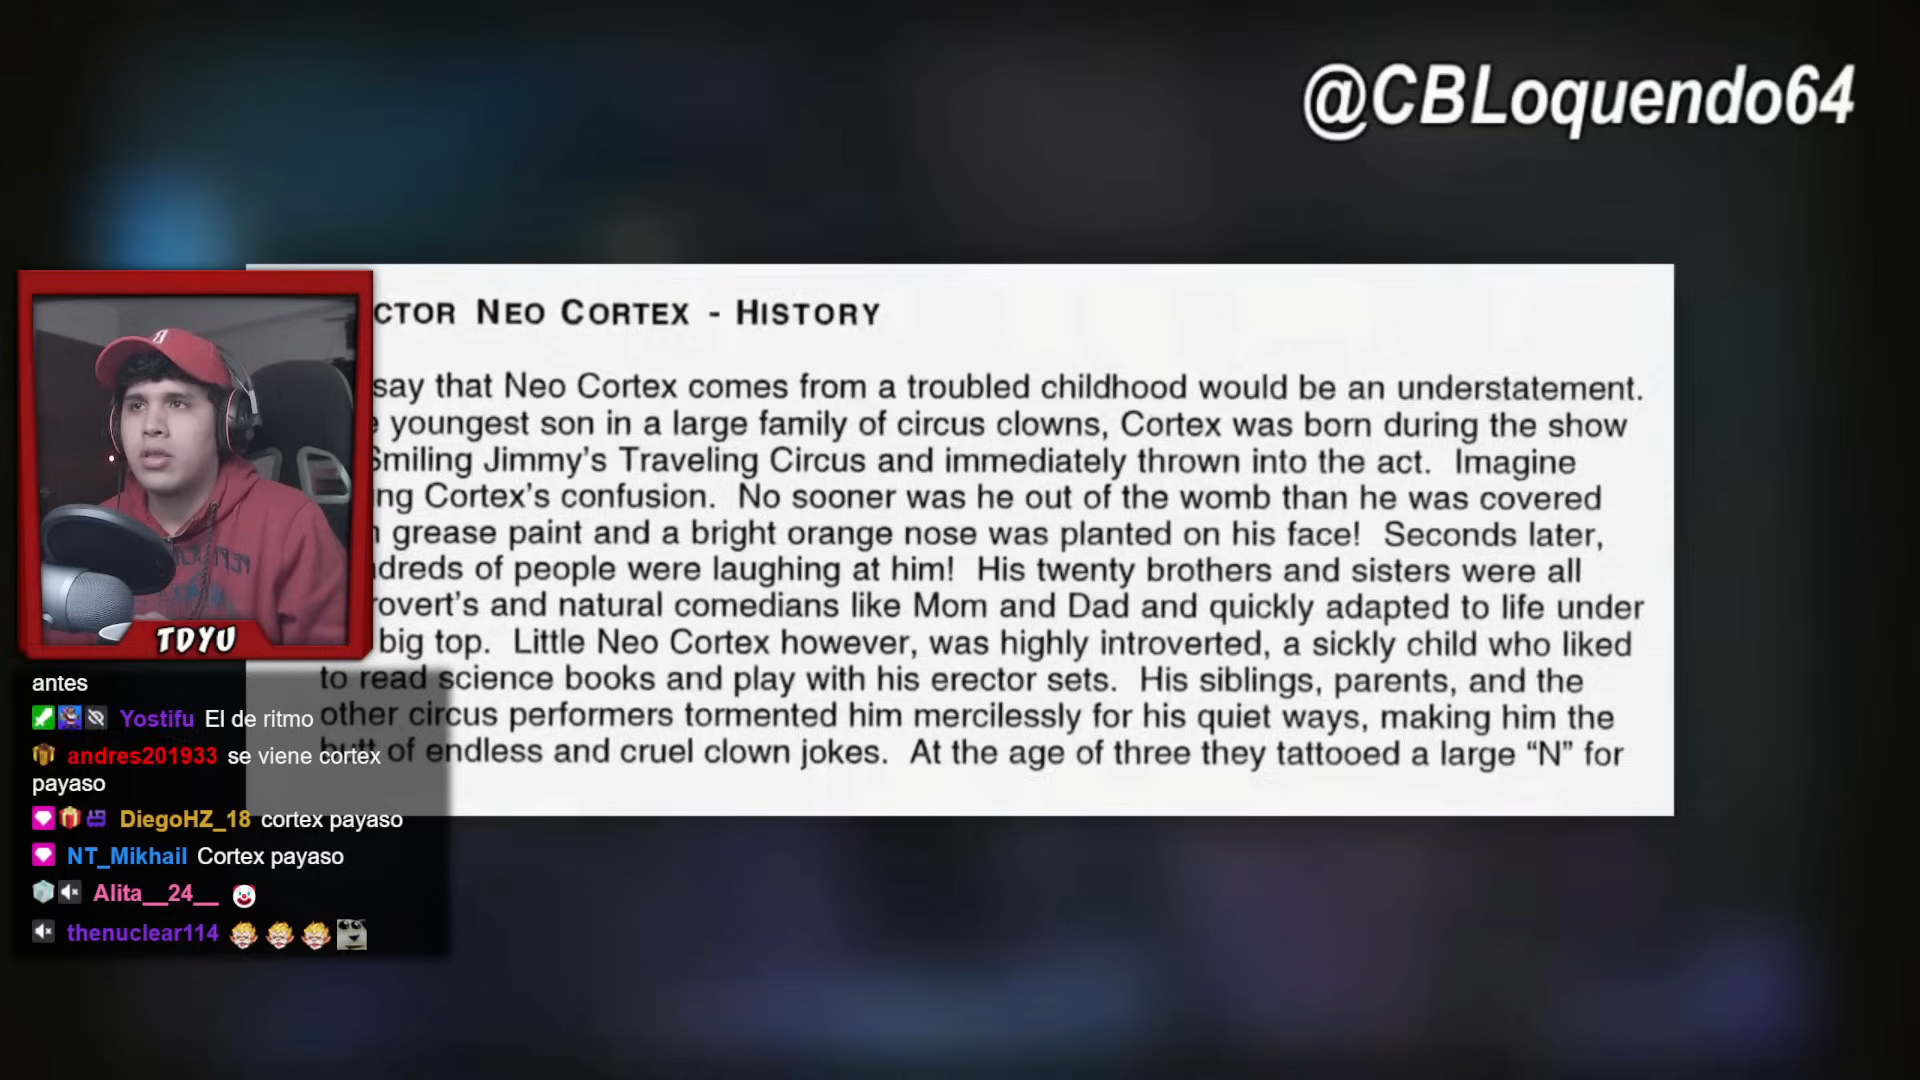 @CBLoquendo64
CTOR NEO CORTEX - HISTORY
say that Neo Cortex comes from a troubled childhood would be an understatement.
youngest son in a large family of circus clowns, Cortex was born during the show
Smiling Jimmy's Traveling Circus and immediately thrown into the act. Imagine
ng Cortex's confusion. No sooner was he out of the womb than he was covered
grease paint and a bright orange nose was planted on his face! Seconds later,
dreds of people were laughing at him! His twenty brothers and sisters were all
rovert's and natural comedians like Mom and Dad and quickly adapted to life under
big top. Little Neo Cortex however, was highly introverted, a sickly child who liked
to read science books and play with his erector sets. His siblings, parents, and the
other circus performers tormented him mercilessly for his quiet ways, making him the
butt of endless and cruel clown jokes. At the age of three they tattooed a large “N” for
TDYU
antes
Yostifu El de ritmo
andres201933 se viene cortex
payaso
DiegoHZ_18 cortex payaso
NT_Mikhail Cortex payaso
Alita__24__
thenuclear114